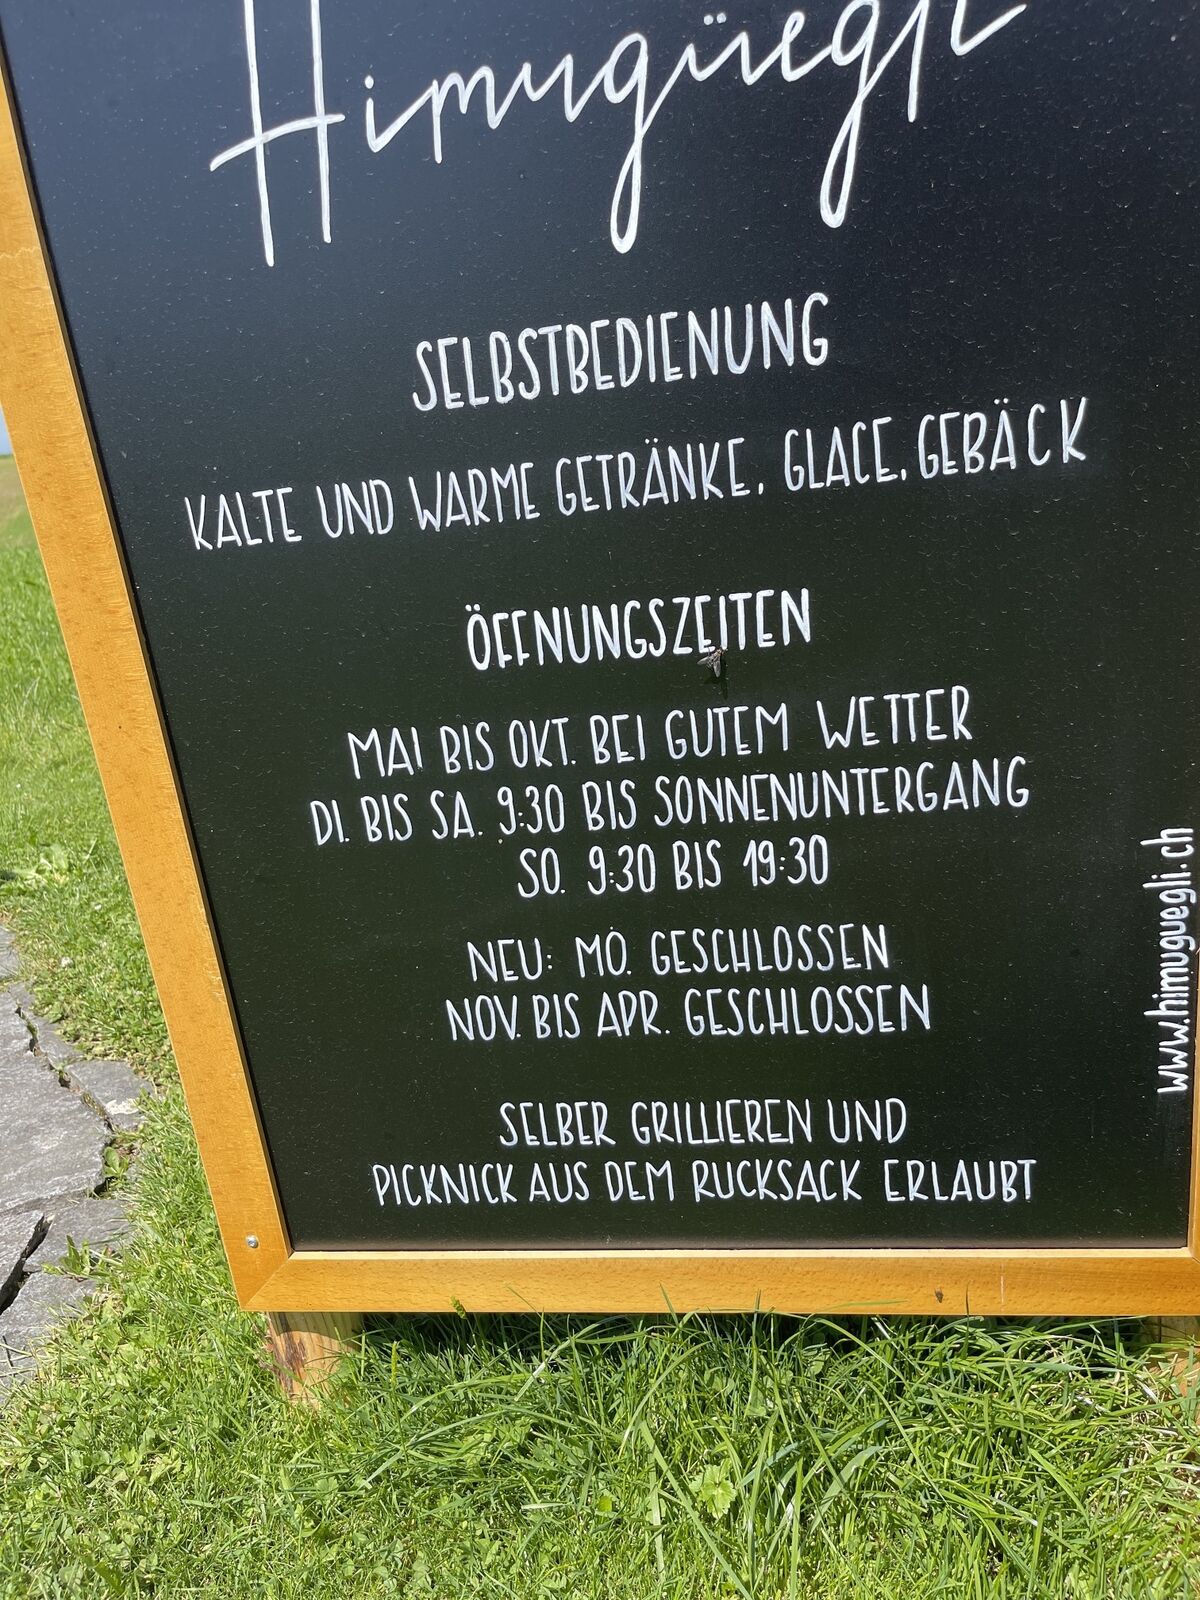 Himugüegli
SELBSTBEDIENUNG
KALTE UND WARME GETRÄNKE, GLACE, GEBÄCK
ÖFFNUNGSZEITEN
MAI BIS OKT. BEI GUTEM WETTER
DI. BIS SA. 9:30 BIS SONNENUNTERGANG
SO. 9:30 BIS 19:30
NEU: MO. GESCHLOSSEN
NOV. BIS APR. GESCHLOSSEN
SELBER GRILLIEREN UND
PICKNICK AUS DEM RUCKSACK ERLAUBT
www.himuguegli.ch